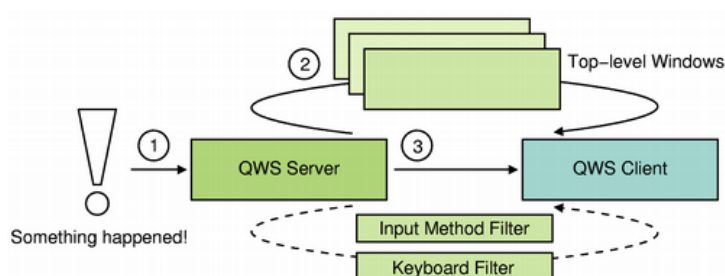 2
Top-level Windows
1
QWS Server
3
QWS Client
Something happened!
Input Method Filter
Keyboard Filter